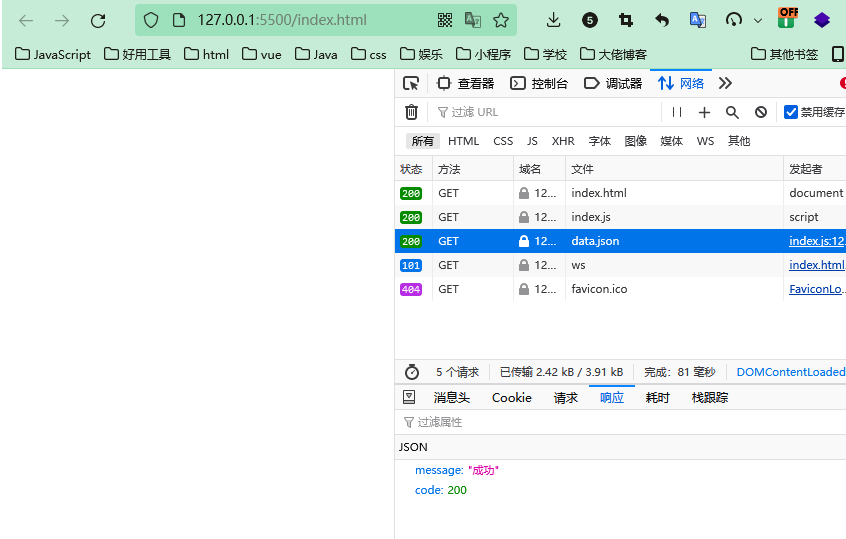 127.0.0.1:5500/index.html 5 OFF
JavaScript 好用工具 html vue Java css 娱乐 小程序 学校 大佬博客 其他书签
查看器 控制台 调试器 网络
过滤 URL 禁用缓存
所有 HTML CSS JS XHR 字体 图像 媒体 WS 其他
状态 方法 域名 文件 发起者
200 GET 12... index.html document
200 GET 12... index.js script
200 GET 12... data.json index.js:12
101 GET 12... ws index.html
404 GET 12... favicon.ico FaviconLo...
5 个请求 已传输 2.42 kB / 3.91 kB 完成：81 毫秒 DOMContentLoaded
消息头 Cookie 请求 响应 耗时 栈跟踪
过滤属性
JSON
message: "成功"
code: 200